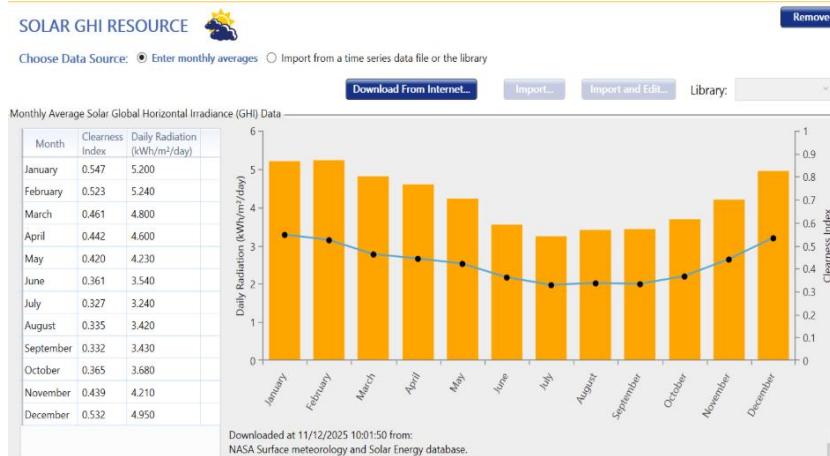 SOLAR GHI RESOURCE
Remove
Choose Data Source: Enter monthly averages Import from a time series data file or the library
Download From Internet... Import... Import and Edit... Library:
Monthly Average Solar Global Horizontal Irradiance (GHI) Data
Month Clearness Index Daily Radiation (kWh/m²/day)
January 0.547 5.200
February 0.523 5.240
March 0.461 4.800
April 0.442 4.600
May 0.420 4.230
June 0.361 3.540
July 0.327 3.240
August 0.335 3.420
September 0.332 3.430
October 0.365 3.680
November 0.439 4.210
December 0.532 4.950
Daily Radiation (kWh/m²/day)
6
5
4
3
2
1
0
1
0.9
0.8
0.7
0.6
0.5
0.4
0.3
0.2
0.1
0
Clearness Index
January February March April May June July August September October November December
Downloaded at 11/12/2025 10:01:50 from:
NASA Surface meteorology and Solar Energy database.